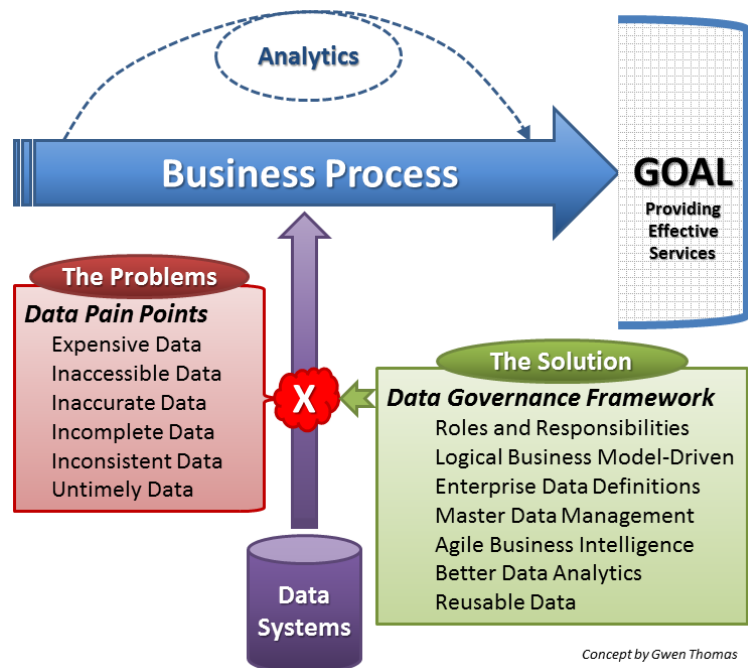 Analytics
Business Process
GOAL
Providing
Effective
Services
The Problems
Data Pain Points
Expensive Data
Inaccessible Data
Inaccurate Data
Incomplete Data
Inconsistent Data
Untimely Data
X
The Solution
Data Governance Framework
Roles and Responsibilities
Logical Business Model-Driven
Enterprise Data Definitions
Master Data Management
Agile Business Intelligence
Better Data Analytics
Reusable Data
Data
Systems
Concept by Gwen Thomas